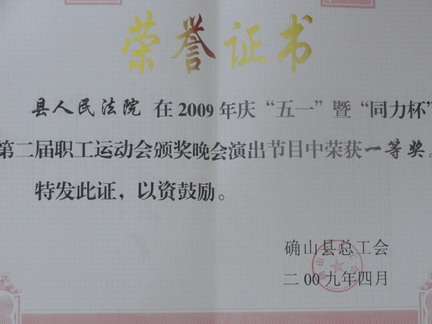 荣誉证书
县人民法院 在2009年庆“五一”暨“同力杯”
第二届职工运动会颁奖晚会演出节目中荣获一等奖。
特发此证，以资鼓励。
确山县总工会
二00九年四月